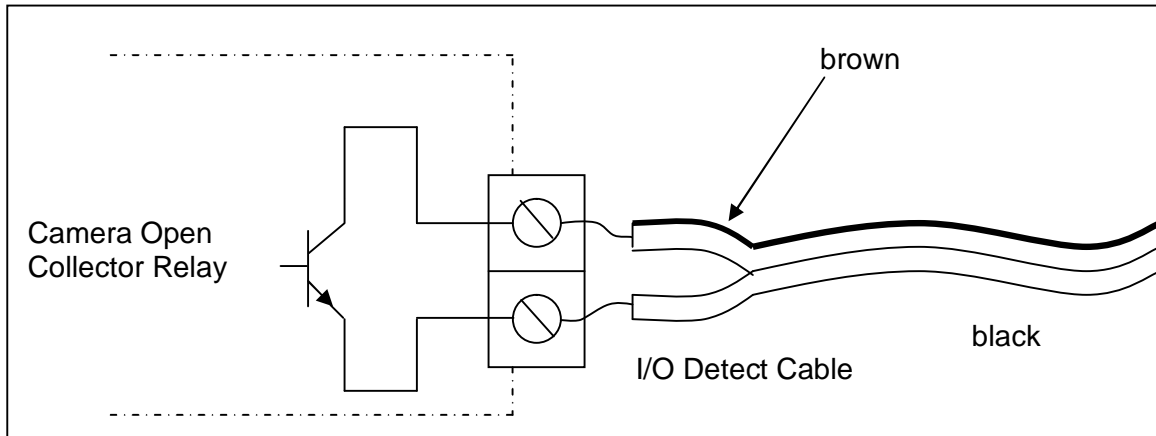 brown
Camera Open
Collector Relay
black
I/O Detect Cable